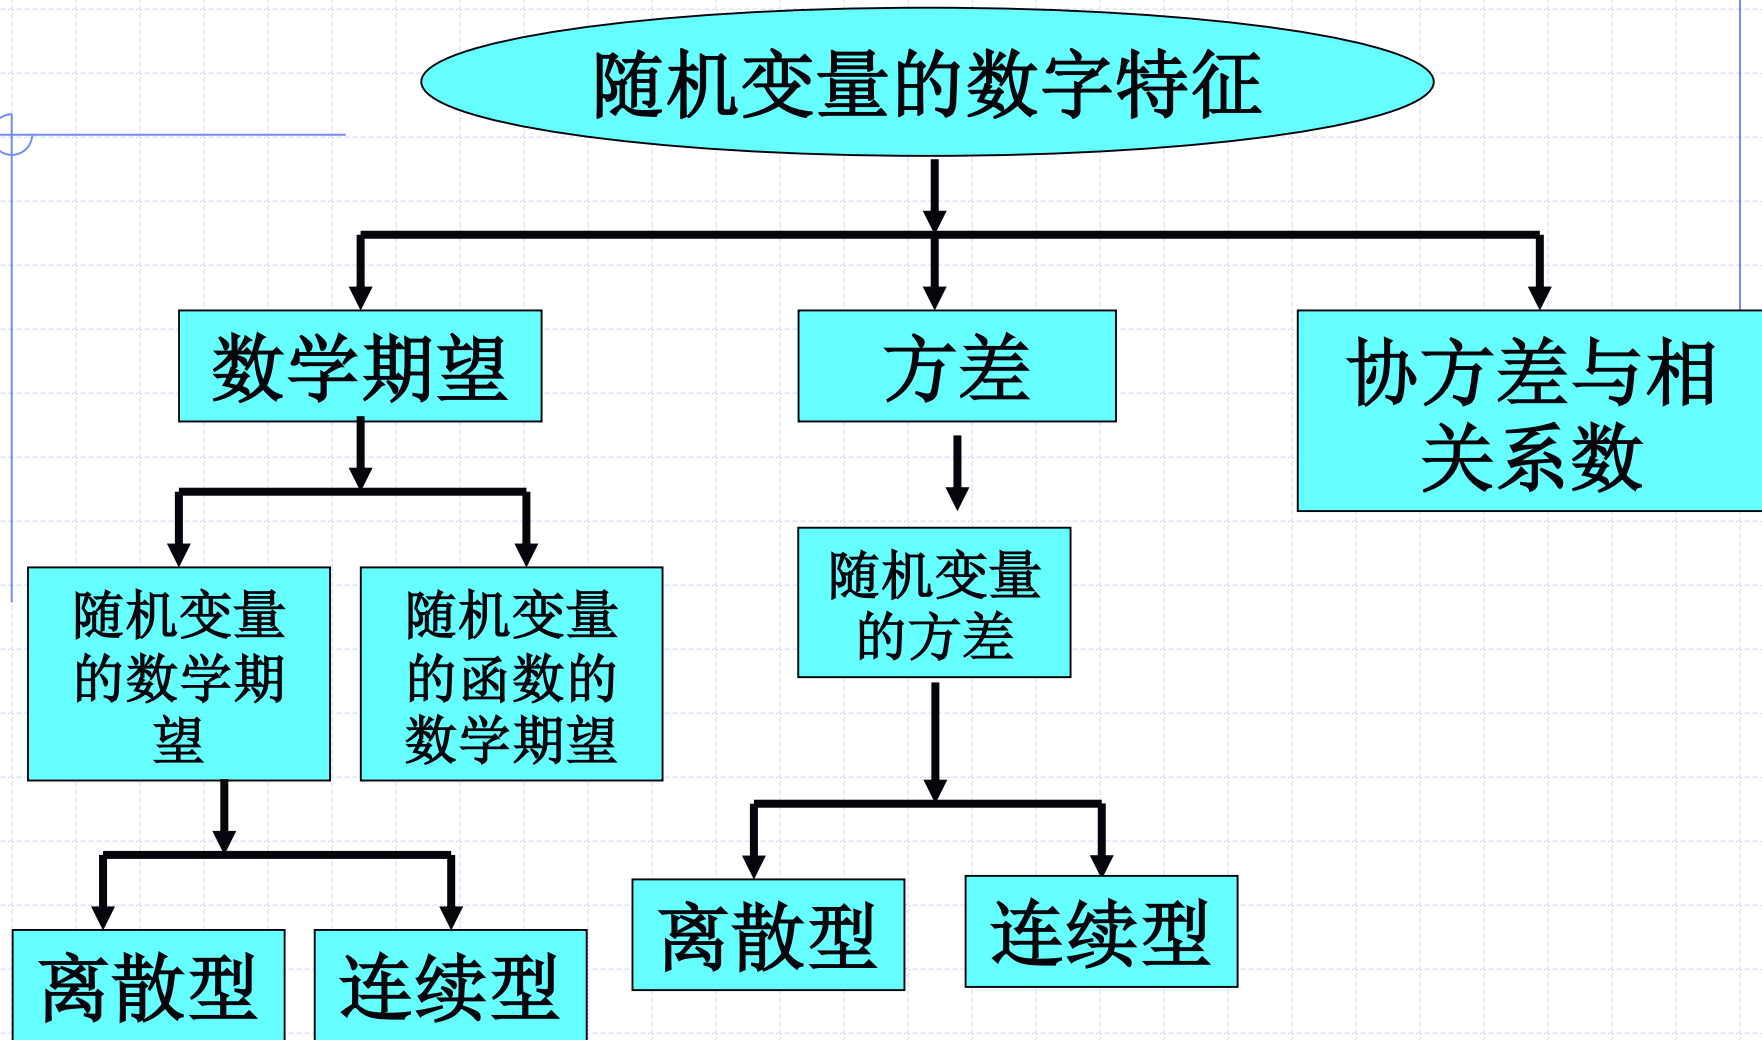 随机变量的数字特征
数学期望
方差
协方差与相
关系数
随机变量
的数学期
望
随机变量
的函数的
数学期望
随机变量
的方差
离散型
连续型
离散型
连续型